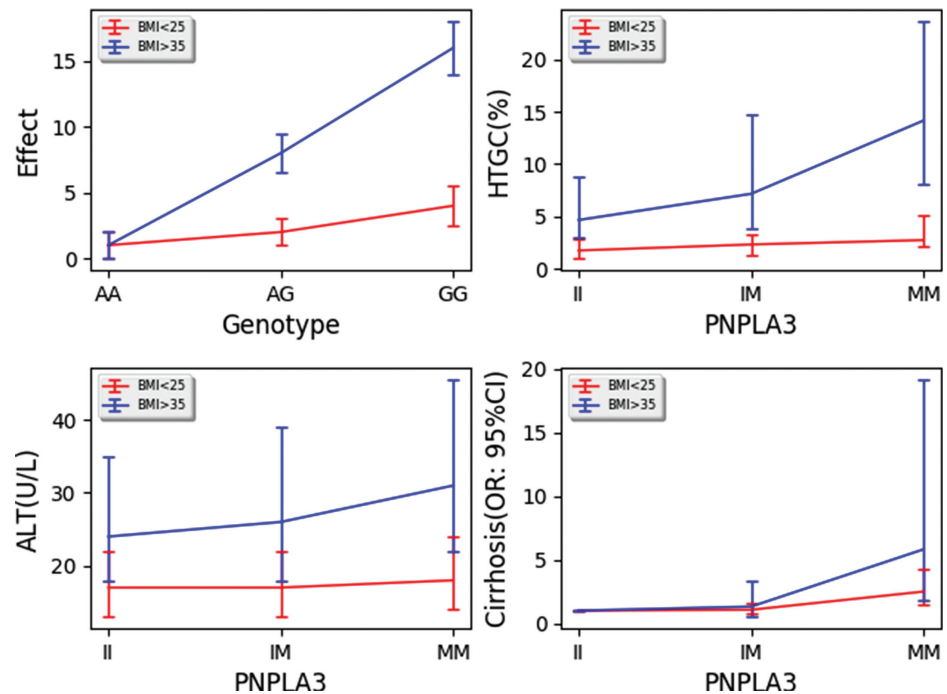 BMI<25
BMI>35
15
10
5
0
Effect
AA
AG
GG
Genotype
BMI<25
BMI>35
20
15
10
5
0
HTGC(%)
II
IM
MM
PNPLA3
BMI<25
BMI>35
40
30
20
ALT(U/L)
II
IM
MM
PNPLA3
BMI<25
BMI>35
20
15
10
5
0
Cirrhosis(OR: 95%CI)
II
IM
MM
PNPLA3